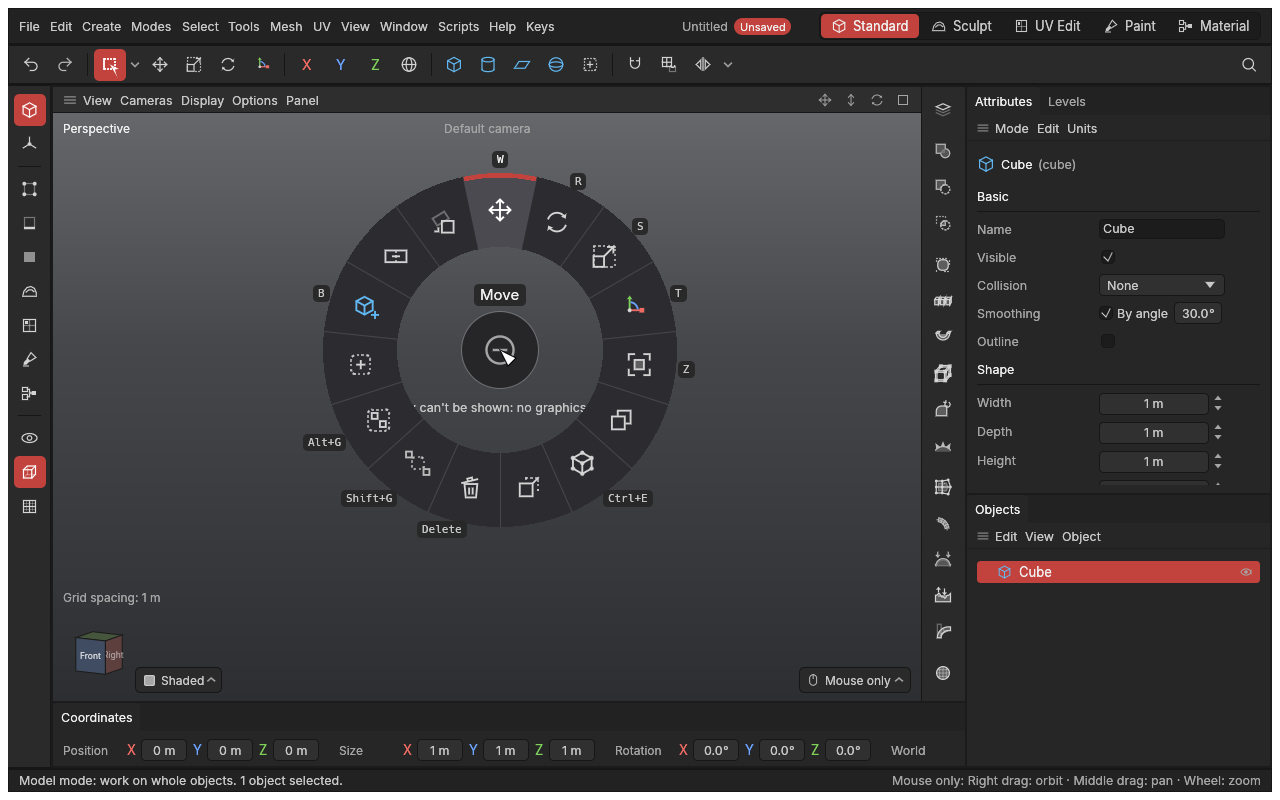 File Edit Create Modes Select Tools Mesh UV View Window Scripts Help Keys
Untitled Unsaved
Standard Sculpt UV Edit Paint Material
X Y Z
View Cameras Display Options Panel
Perspective
Default camera
W
R
S
T
Z
B
Move
can't be shown: no graphics
Alt+G
Shift+G
Delete
Ctrl+E
Grid spacing: 1 m
Front Right
Shaded
Mouse only
Attributes Levels
Mode Edit Units
Cube (cube)
Basic
Name Cube
Visible
Collision None
Smoothing By angle 30.0°
Outline
Shape
Width 1 m
Depth 1 m
Height 1 m
Objects
Edit View Object
Cube
Coordinates
Position X 0 m Y 0 m Z 0 m Size X 1 m Y 1 m Z 1 m Rotation X 0.0° Y 0.0° Z 0.0° World
Model mode: work on whole objects. 1 object selected.
Mouse only: Right drag: orbit · Middle drag: pan · Wheel: zoom